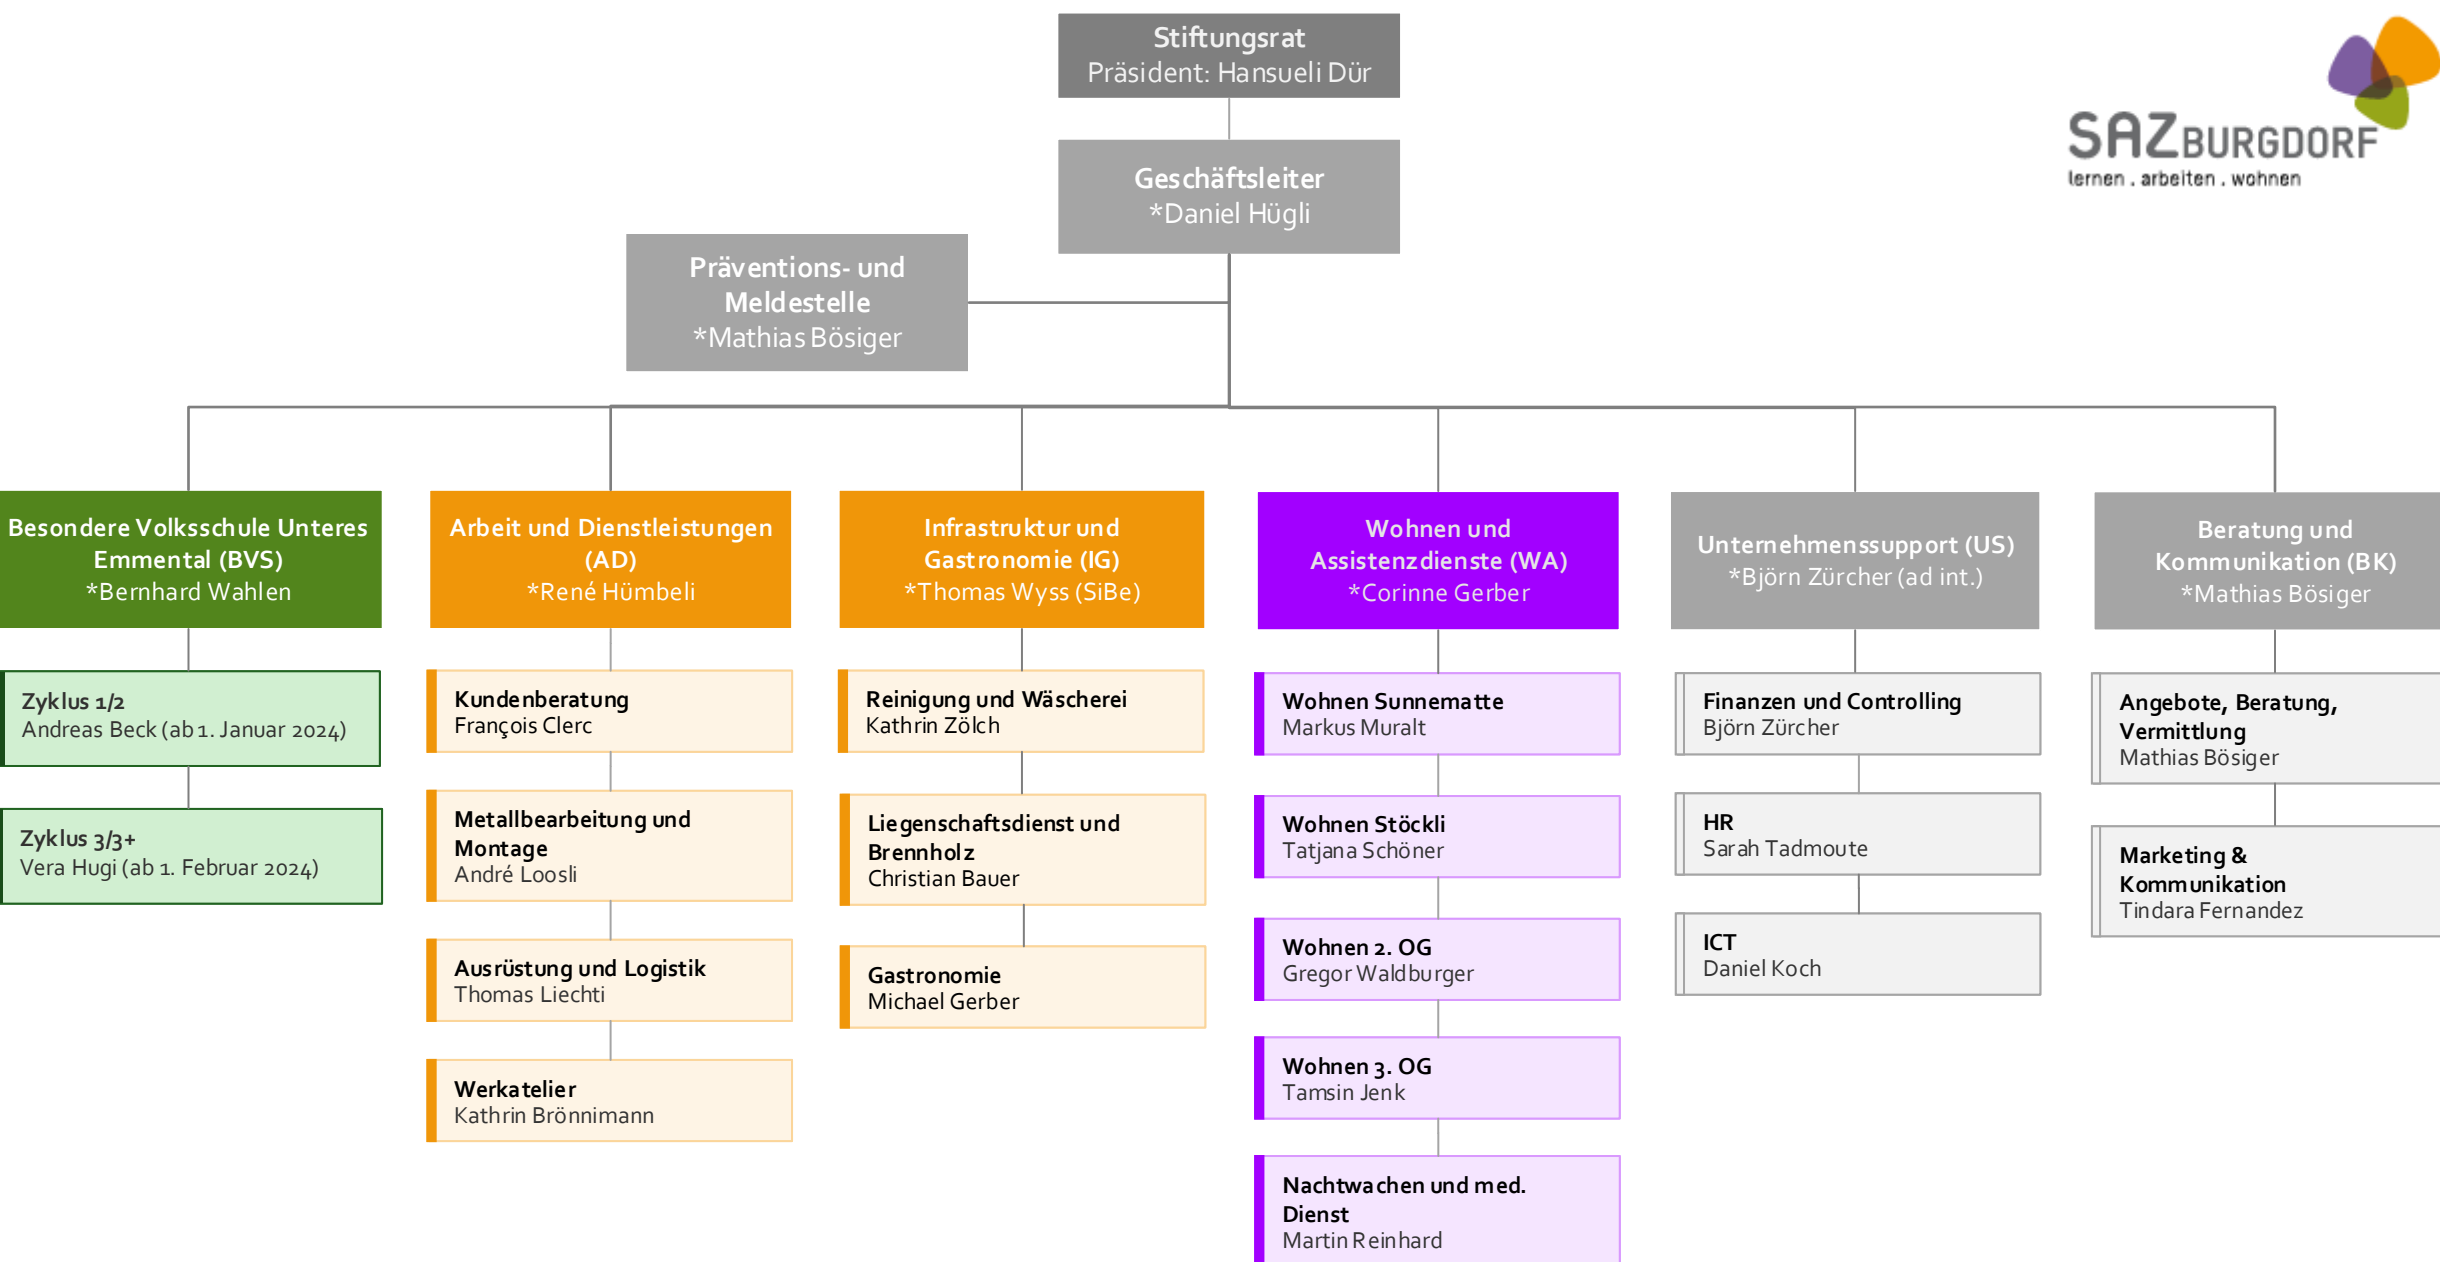 Stiftungsrat
Präsident: Hansueli Dür
SAZBURGDORF
lernen . arbeiten . wohnen
Geschäftsleiter
*Daniel Hügli
Präventions- und
Meldestelle
*Mathias Bösiger
Besondere Volksschule Unteres
Emmental (BVS)
*Bernhard Wahlen
Zyklus 1/2
Andreas Beck (ab 1. Januar 2024)
Zyklus 3/3+
Vera Hugi (ab 1. Februar 2024)
Arbeit und Dienstleistungen
(AD)
*René Hümbeli
Kundenberatung
François Clerc
Metallbearbeitung und
Montage
André Loosli
Ausrüstung und Logistik
Thomas Liechti
Werkatelier
Kathrin Brönnimann
Infrastruktur und
Gastronomie (IG)
*Thomas Wyss (SiBe)
Reinigung und Wäscherei
Kathrin Zölch
Liegenschaftsdienst und
Brennholz
Christian Bauer
Gastronomie
Michael Gerber
Wohnen und
Assistenzdienste (WA)
*Corinne Gerber
Wohnen Sunnematte
Markus Muralt
Wohnen Stöckli
Tatjana Schöner
Wohnen 2. OG
Gregor Waldburger
Wohnen 3. OG
Tamsin Jenk
Nachtwachen und med.
Dienst
Martin Reinhard
Unternehmenssupport (US)
*Björn Zürcher (ad int.)
Finanzen und Controlling
Björn Zürcher
HR
Sarah Tadmoute
ICT
Daniel Koch
Beratung und
Kommunikation (BK)
*Mathias Bösiger
Angebote, Beratung,
Vermittlung
Mathias Bösiger
Marketing &
Kommunikation
Tindara Fernandez